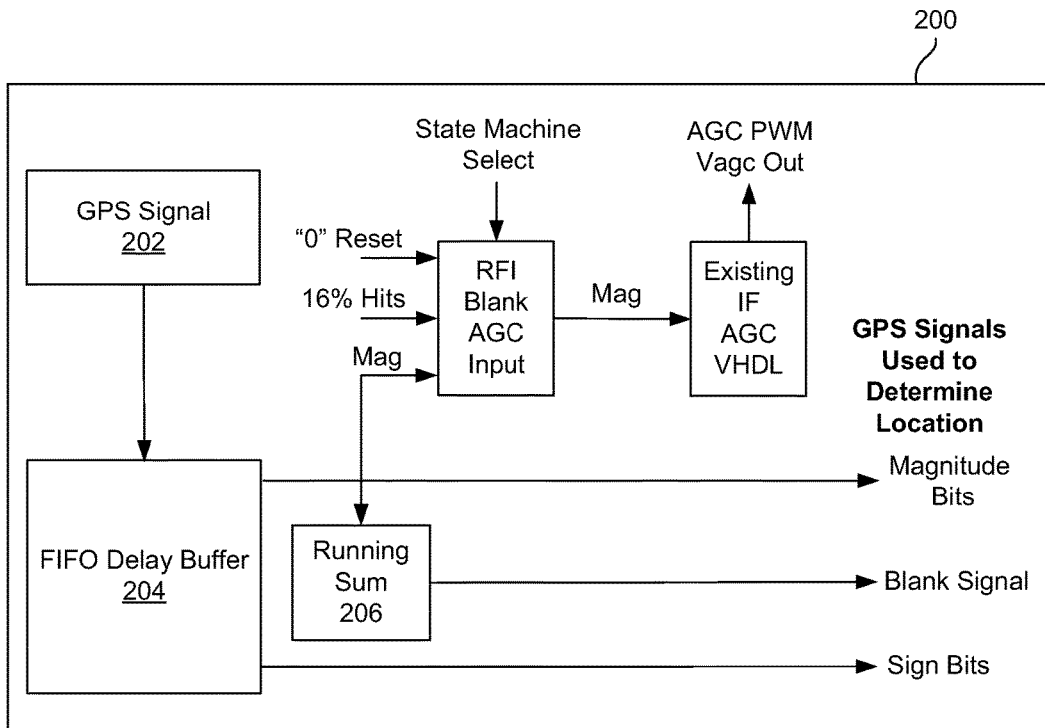 200
State Machine
Select
AGC PWM
Vagc Out
GPS Signal
202
“0” Reset
16% Hits
Mag
RFI
Blank
AGC
Input
Mag
Existing
IF
AGC
VHDL
GPS Signals
Used to
Determine
Location
Magnitude
Bits
FIFO Delay Buffer
204
Running
Sum
206
Blank Signal
Sign Bits